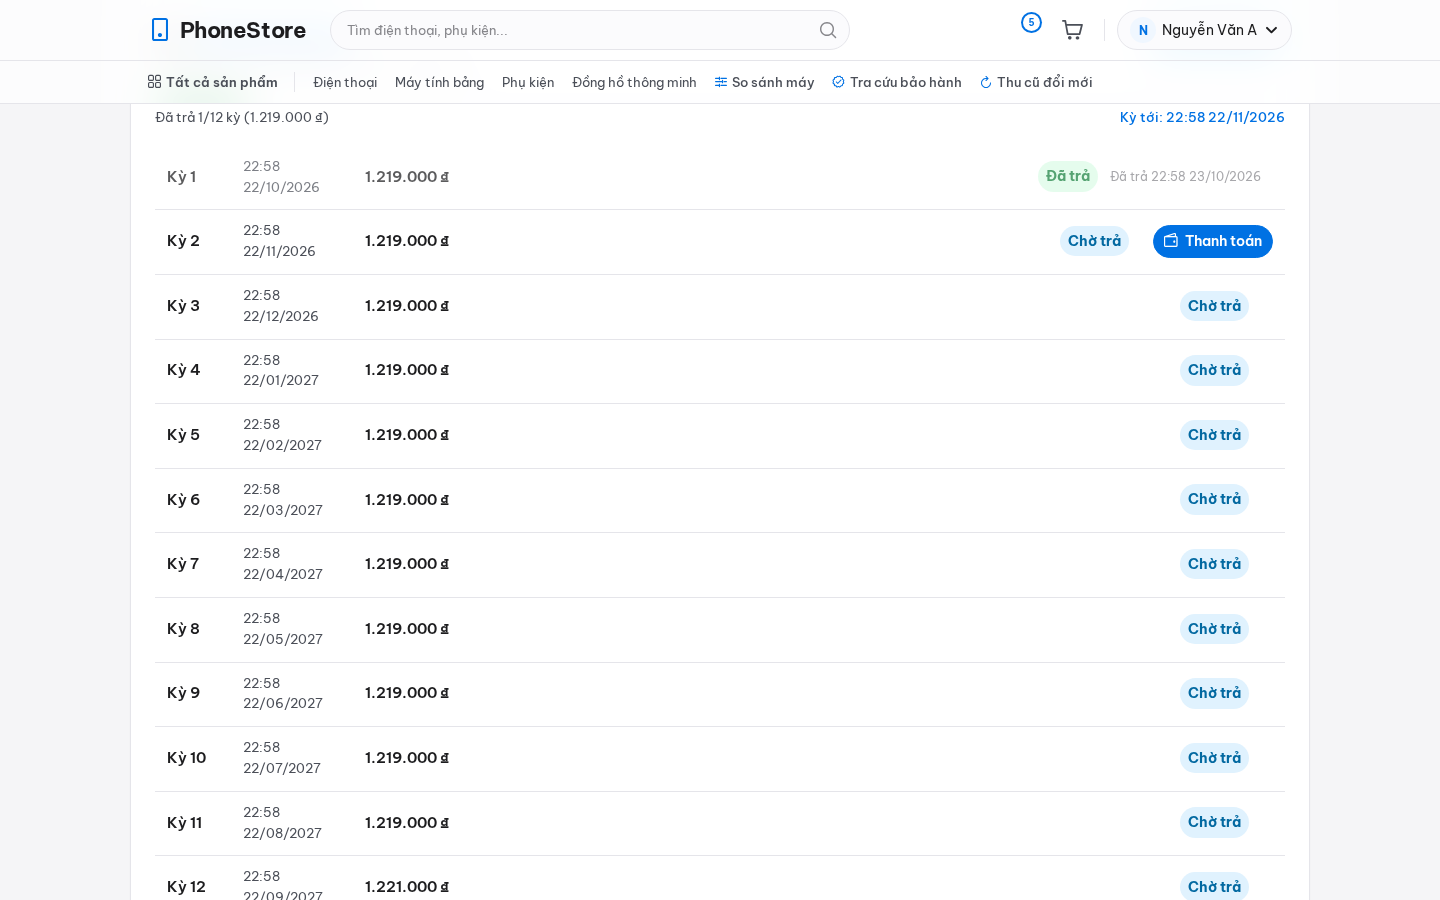 PhoneStore
Tìm điện thoại, phụ kiện...
5
N
Nguyễn Văn A
Tất cả sản phẩm
Điện thoại
Máy tính bảng
Phụ kiện
Đồng hồ thông minh
So sánh máy
Tra cứu bảo hành
Thu cũ đổi mới
Đã trả 1/12 kỳ (1.219.000 ₫)
Kỳ tới: 22:58 22/11/2026
Kỳ 1
22:58
22/10/2026
1.219.000 ₫
Đã trả
Đã trả 22:58 23/10/2026
Kỳ 2
22:58
22/11/2026
1.219.000 ₫
Chờ trả
Thanh toán
Kỳ 3
22:58
22/12/2026
1.219.000 ₫
Chờ trả
Kỳ 4
22:58
22/01/2027
1.219.000 ₫
Chờ trả
Kỳ 5
22:58
22/02/2027
1.219.000 ₫
Chờ trả
Kỳ 6
22:58
22/03/2027
1.219.000 ₫
Chờ trả
Kỳ 7
22:58
22/04/2027
1.219.000 ₫
Chờ trả
Kỳ 8
22:58
22/05/2027
1.219.000 ₫
Chờ trả
Kỳ 9
22:58
22/06/2027
1.219.000 ₫
Chờ trả
Kỳ 10
22:58
22/07/2027
1.219.000 ₫
Chờ trả
Kỳ 11
22:58
22/08/2027
1.219.000 ₫
Chờ trả
Kỳ 12
22:58
22/09/2027
1.221.000 ₫
Chờ trả